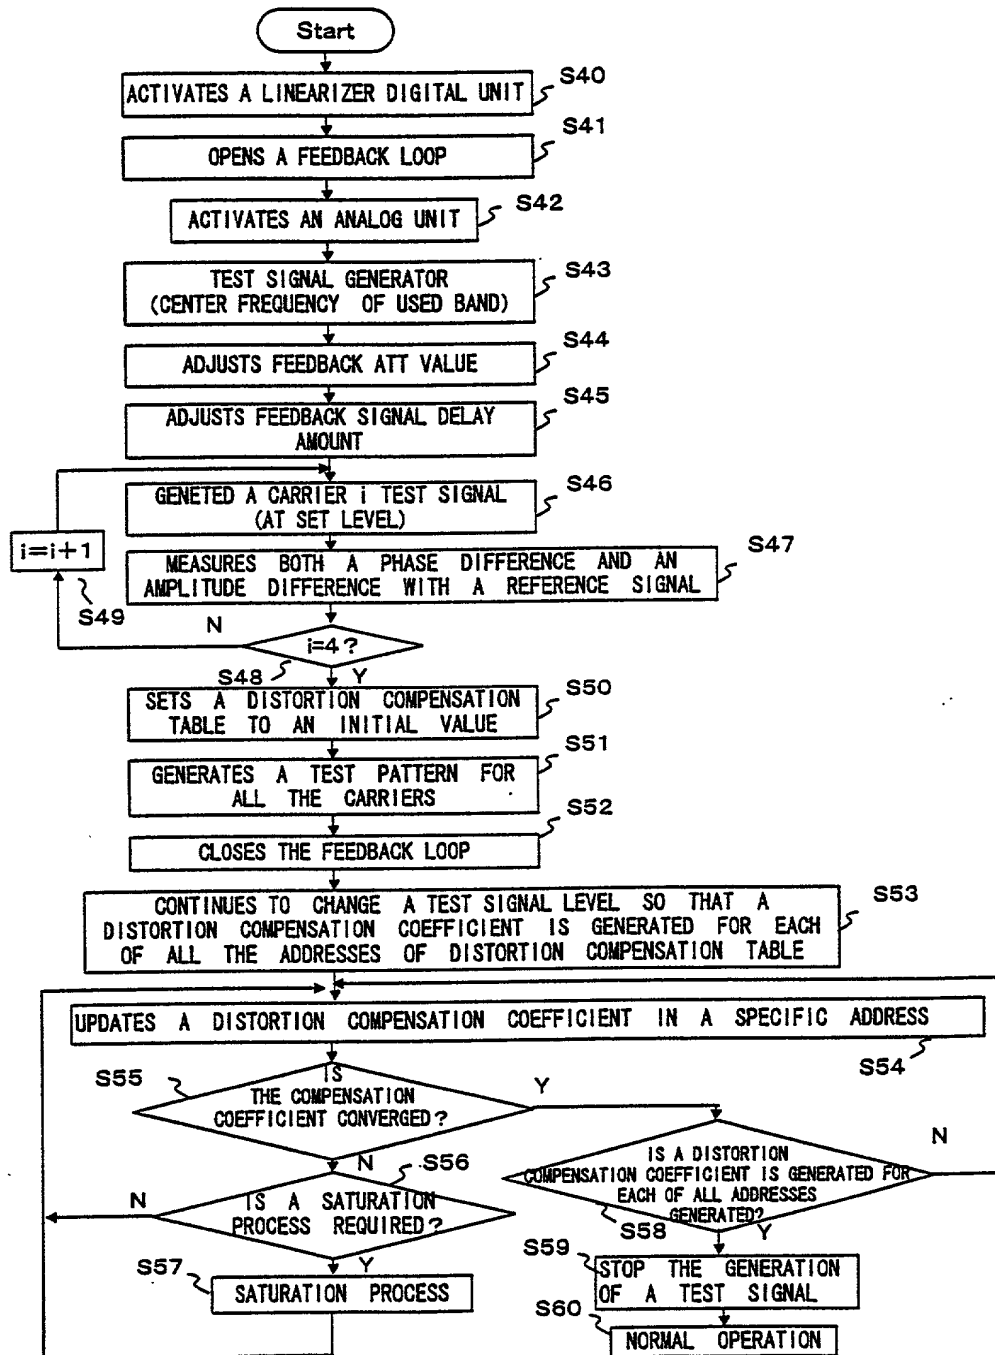 Start
ACTIVATES A LINEARIZER DIGITAL UNIT
S40
OPENS A FEEDBACK LOOP
S41
ACTIVATES AN ANALOG UNIT
S42
TEST SIGNAL GENERATOR
(CENTER FREQUENCY OF USED BAND)
S43
ADJUSTS FEEDBACK ATT VALUE
S44
ADJUSTS FEEDBACK SIGNAL DELAY
AMOUNT
S45
GENETED A CARRIER i TEST SIGNAL
(AT SET LEVEL)
S46
i=i+1
S49
MEASURES BOTH A PHASE DIFFERENCE AND AN
AMPLITUDE DIFFERENCE WITH A REFERENCE SIGNAL
S47
N
i=4?
S48
Y
SETS A DISTORTION COMPENSATION
TABLE TO AN INITIAL VALUE
S50
GENERATES A TEST PATTERN FOR
ALL THE CARRIERS
S51
CLOSES THE FEEDBACK LOOP
S52
CONTINUES TO CHANGE A TEST SIGNAL LEVEL SO THAT A
DISTORTION COMPENSATION COEFFICIENT IS GENERATED FOR EACH
OF ALL THE ADDRESSES OF DISTORTION COMPENSATION TABLE
S53
UPDATES A DISTORTION COMPENSATION COEFFICIENT IN A SPECIFIC ADDRESS
S54
S55
IS
THE COMPENSATION
COEFFICIENT CONVERGED?
Y
N
S56
N
IS A SATURATION
PROCESS REQUIRED?
Y
S57
SATURATION PROCESS
IS A DISTORTION
COMPENSATION COEFFICIENT IS GENERATED FOR
EACH OF ALL ADDRESSES
GENERATED?
N
S58
Y
S59
STOP THE GENERATION
OF A TEST SIGNAL
S60
NORMAL OPERATION